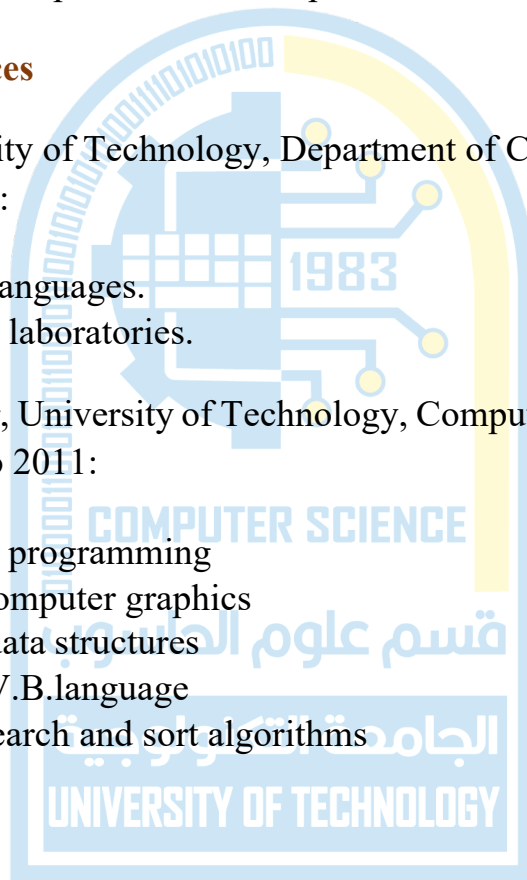 ces
ity of Technology, Department of C
:
anguages.
laboratories.
, University of Technology, Comput
o 2011:
programming
omputer graphics
ata structures
V.B.language
earch and sort algorithms
1983
COMPUTER SCIENCE
قسم علوم الحاسوب
الجامعة التكنولوجية
UNIVERSITY OF TECHNOLOGY